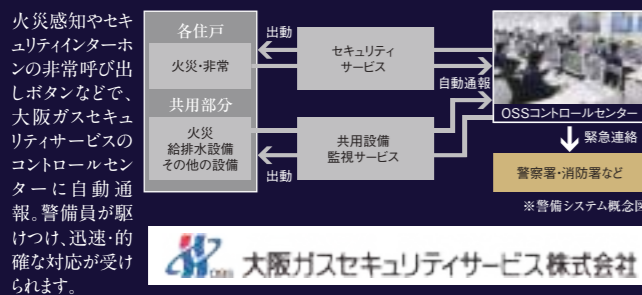 火災感知やセキ
ュリティインターホ
ンの非常呼び出
しボタンなどで、
大阪ガスセキュ
リティサービスの
コントロールセン
ターに自動通
報。警備員が駆
けつけ、迅速・的
確な対応が受け
られます。
各住戸
火災・非常
共用部分
火災
給排水設備
その他の設備
出動
セキュリティ
サービス
自動通報
共用設備
監視サービス
出動
OSSコントロールセンター
緊急連絡
警察署・消防署など
※警備システム概念図
大阪ガスセキュリティサービス株式会社